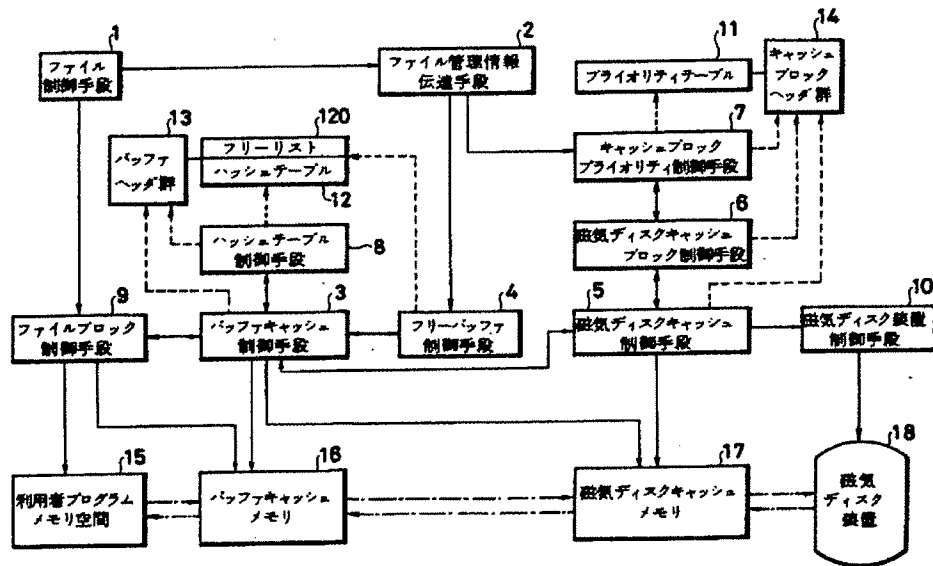 1
ファイル
制御手段
2
ファイル管理情報
伝達手段
11
プライオリティテーブル
14
キャッシュ
ブロック
ヘッダ群
13
バッファ
ヘッダ群
120
フリーリスト
ハッシュテーブル
12
7
キャッシュブロック
プライオリティ制御手段
ハッシュテーブル
制御手段
8
6
磁気ディスクキャッシュ
ブロック制御手段
9
ファイルブロック
制御手段
3
バッファキャッシュ
制御手段
4
フリーバッファ
制御手段
5
磁気ディスクキャッシュ
制御手段
10
磁気ディスク装置
制御手段
15
利用者プログラム
メモリ空間
16
バッファキャッシュ
メモリ
17
磁気ディスクキャッシュ
メモリ
18
磁気
ディスク
装置